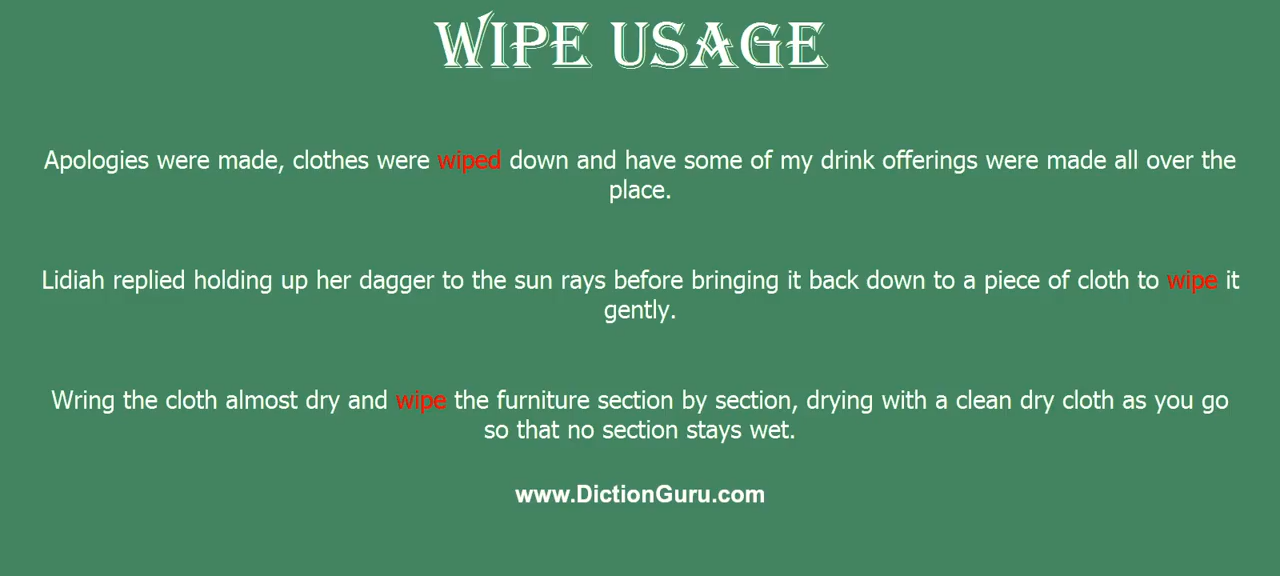 WIPE USAGE
Apologies were made, clothes were wiped down and have some of my drink offerings were made all over the
place.
Lidiah replied holding up her dagger to the sun rays before bringing it back down to a piece of cloth to wipe it
gently.
Wring the cloth almost dry and wipe the furniture section by section, drying with a clean dry cloth as you go
so that no section stays wet.
www.DictionGuru.com